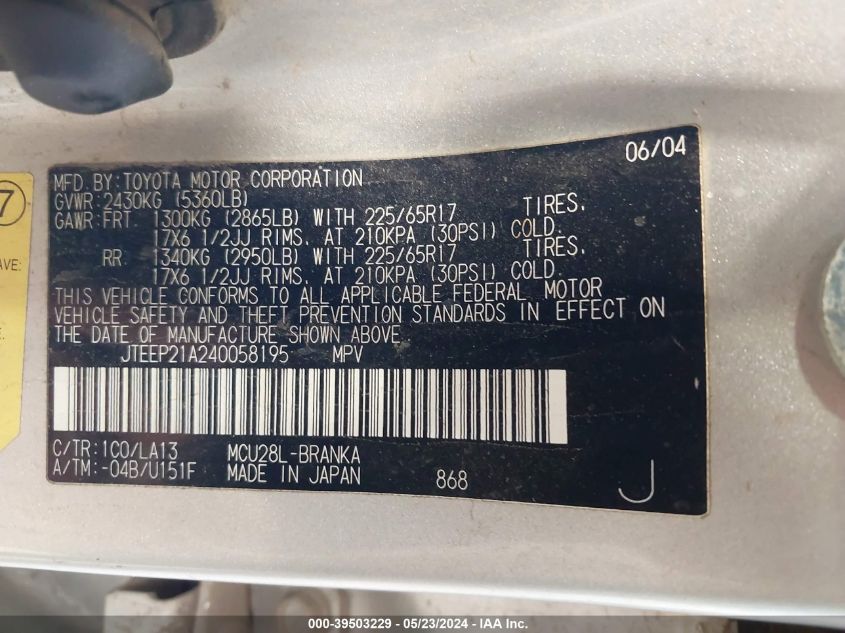 06/04
MFD. BY: TOYOTA MOTOR CORPORATION
GVWR: 2430KG (5360LB)
GAWR: FRT 1300KG (2865LB) WITH 225/65R17 TIRES,
17X6 1/2JJ RIMS, AT 210KPA (30PSI) COLD.
RR 1340KG (2950LB) WITH 225/65R17 TIRES,
17X6 1/2JJ RIMS, AT 210KPA (30PSI) COLD.
THIS VEHICLE CONFORMS TO ALL APPLICABLE FEDERAL MOTOR
VEHICLE SAFETY AND THEFT PREVENTION STANDARDS IN EFFECT ON
THE DATE OF MANUFACTURE SHOWN ABOVE.
JTEEP21A240058195 MPV
C/TR: 1C0/LA13 MCU28L-BRANKA
A/TM: -04B/U151F MADE IN JAPAN 868 J
7
AVE:
000-39503229 - 05/23/2024 - IAA Inc.